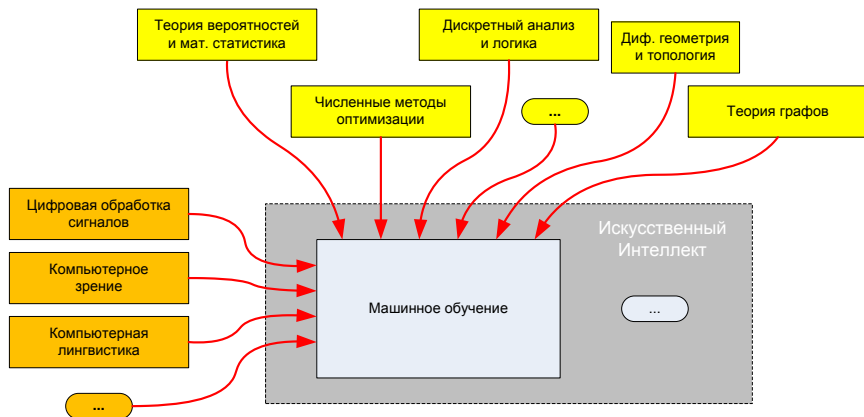 Теория вероятностей
и мат. статистика
Дискретный анализ
и логика
Диф. геометрия
и топология
Численные методы
оптимизации
...
Теория графов
Цифровая обработка
сигналов
Искусственный
Интеллект
Компьютерное
зрение
Машинное обучение
...
Компьютерная
лингвистика
...